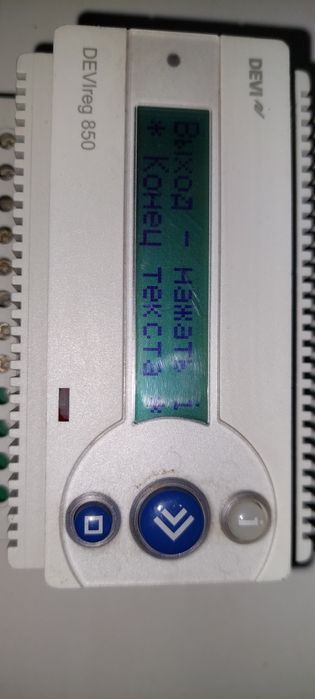 DEVI
Выход - нажать i
* Конец текста *
i
DEVIreg 850